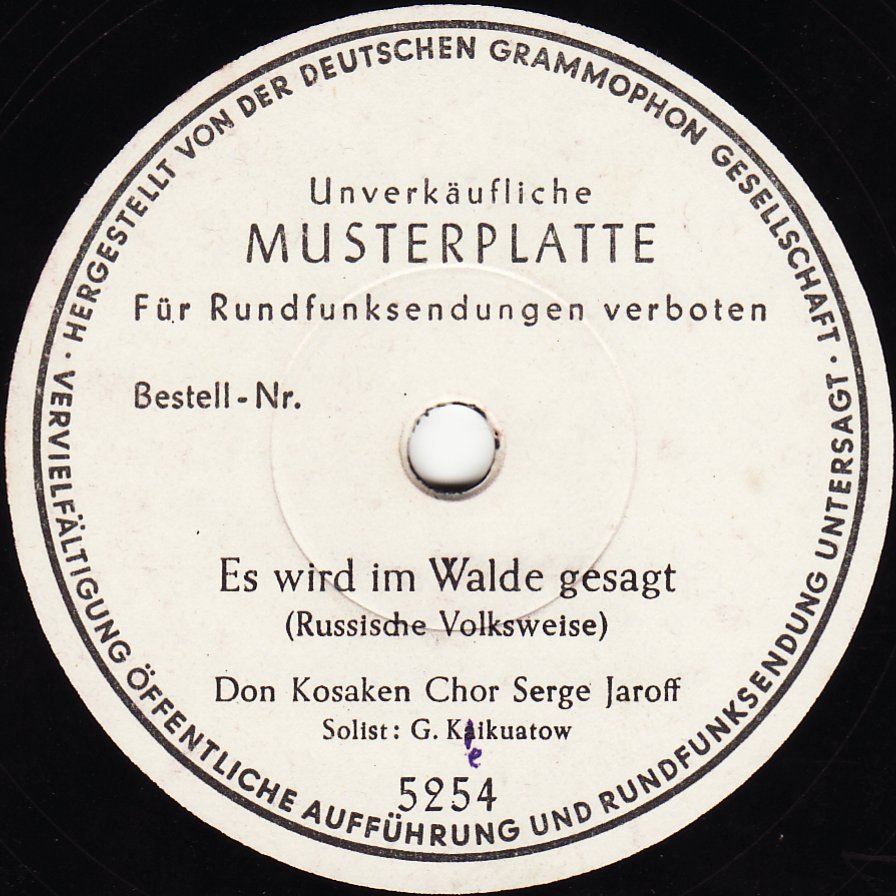 HERGESTELLT VON DER DEUTSCHEN GRAMMOPHON GESELLSCHAFT ·
VERVIELFÄLTIGUNG ÖFFENTLICHE AUFFÜHRUNG UND RUNDFUNKSENDUNG UNTERSAGT ·
Unverkäufliche
MUSTERPLATTE
Für Rundfunksendungen verboten
Bestell-Nr.
Es wird im Walde gesagt
(Russische Volksweise)
Don Kosaken Chor Serge Jaroff
Solist: G. Kaikuatow
e
5254